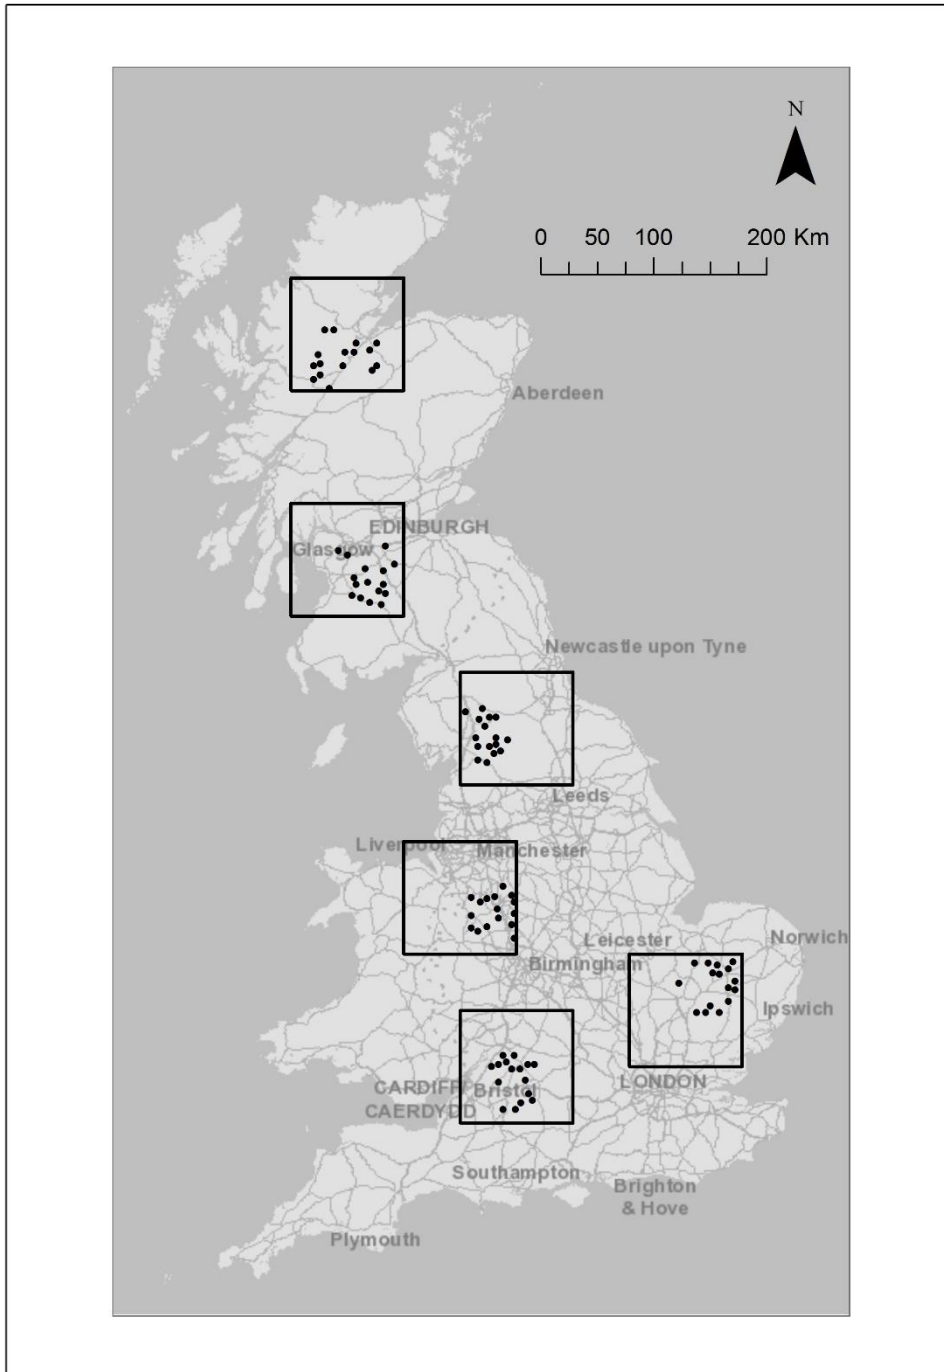 N
0 50 100 200 Km
Aberdeen
EDINBURGH
Glasgow
Newcastle upon Tyne
Leeds
Liverpool
Manchester
Leicester
Norwich
Birmingham
Ipswich
LONDON
CARDIFF/
CAERDYDD
Bristol
Southampton
Brighton
& Hove
Plymouth